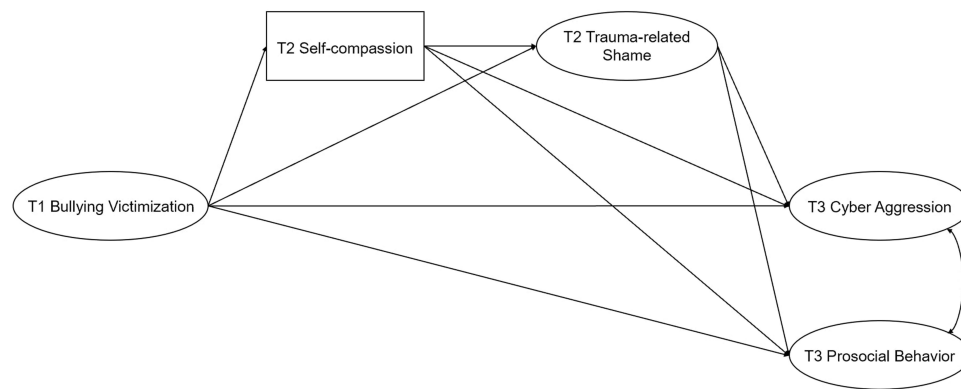 T2 Self-compassion
T2 Trauma-related
Shame
T1 Bullying Victimization
T3 Cyber Aggression
T3 Prosocial Behavior